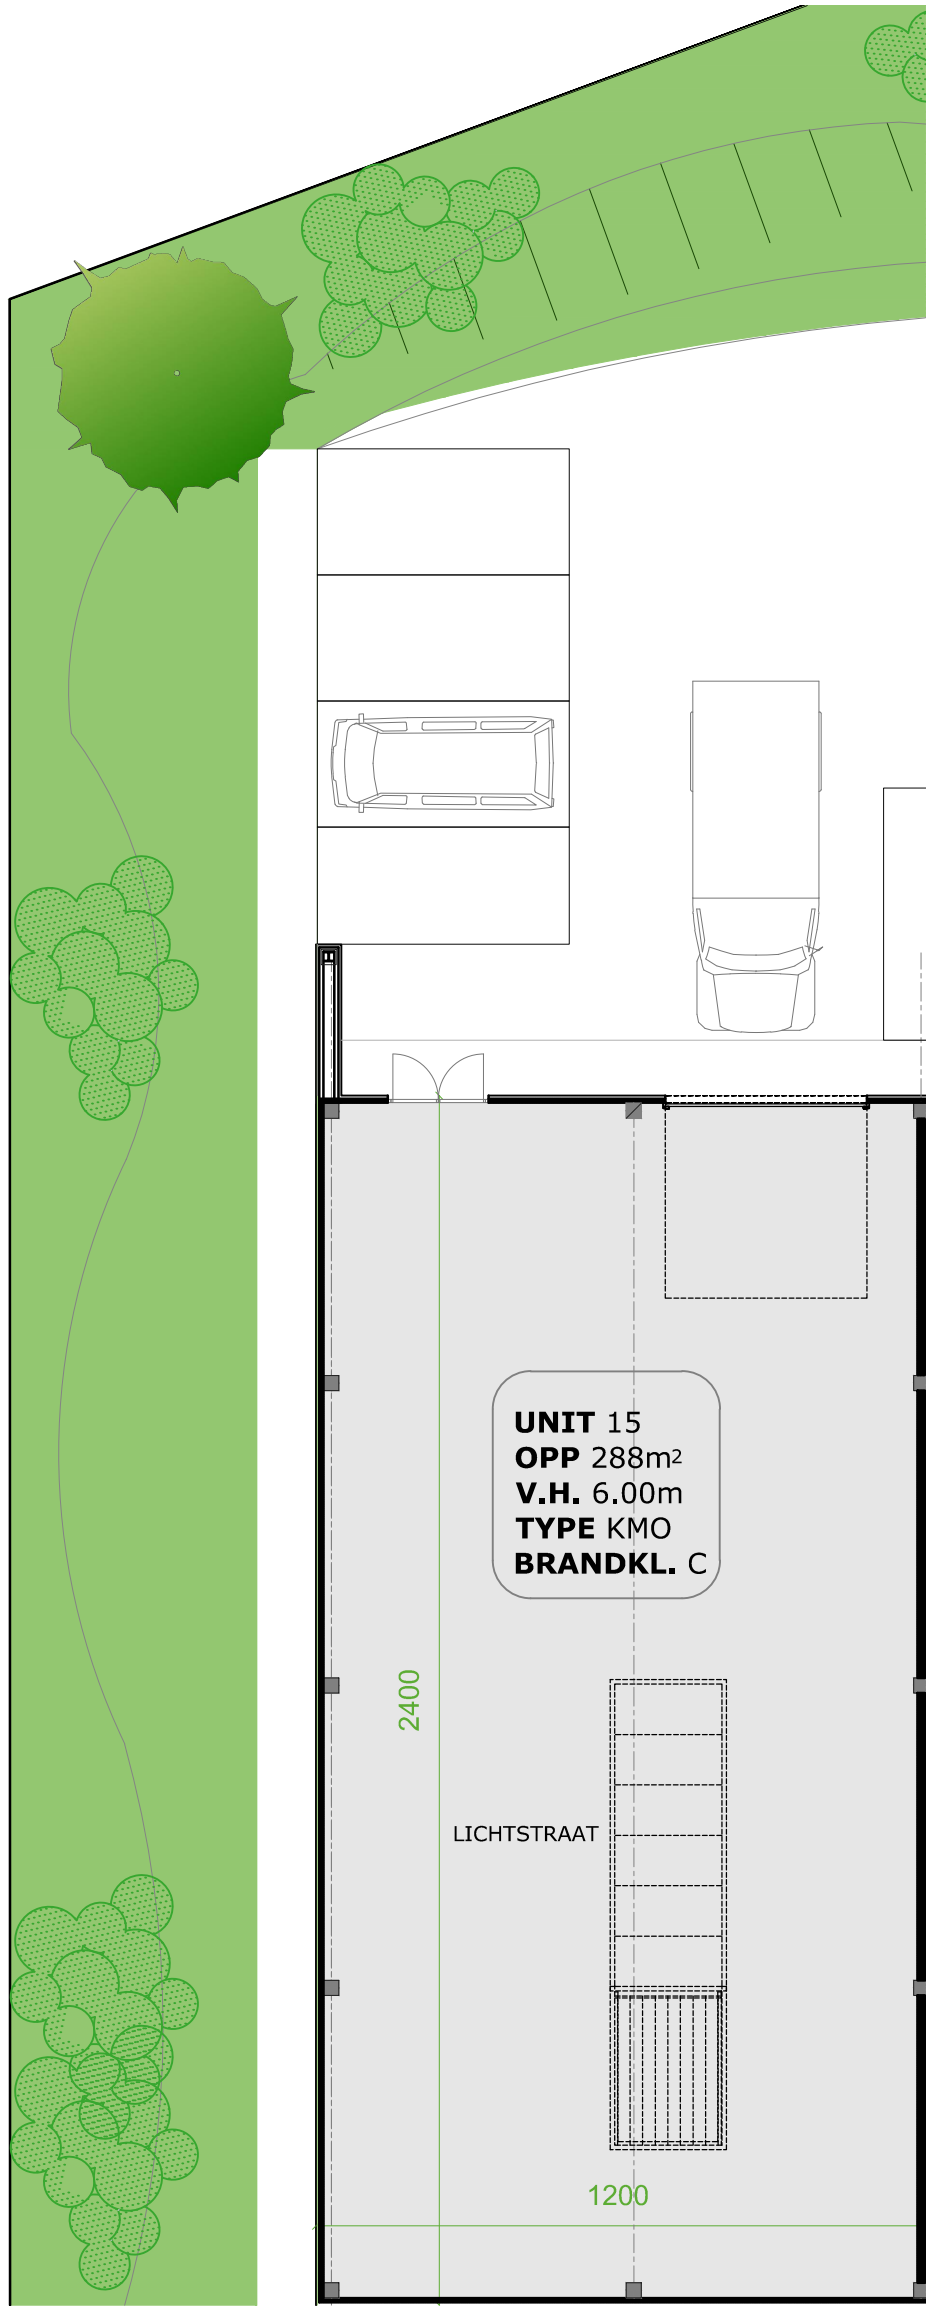 UNIT 15
OPP 288m²
V.H. 6.00m
TYPE KMO
BRANDKL. C
2400
LICHTSTRAAT
1200